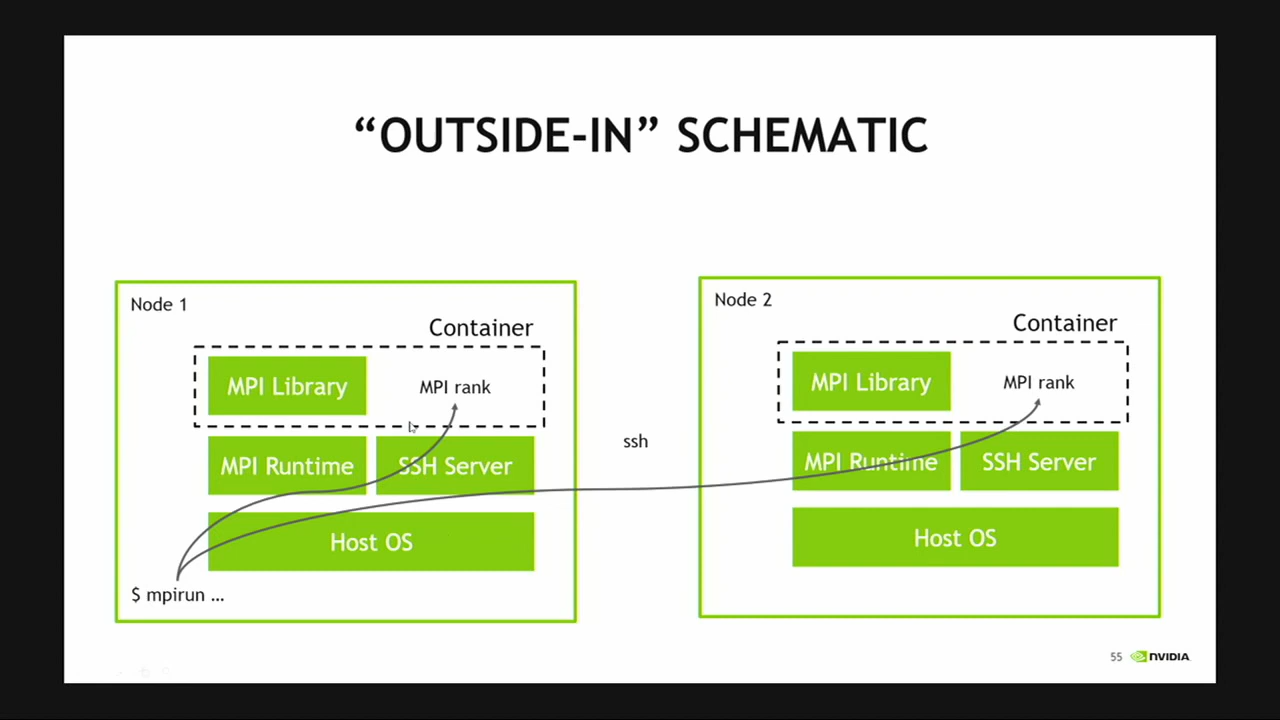 “OUTSIDE-IN” SCHEMATIC
Node 1
Container
MPI Library
MPI rank
MPI Runtime
SSH Server
Host OS
$ mpirun ...
ssh
Node 2
Container
MPI Library
MPI rank
MPI Runtime
SSH Server
Host OS
55 NVIDIA